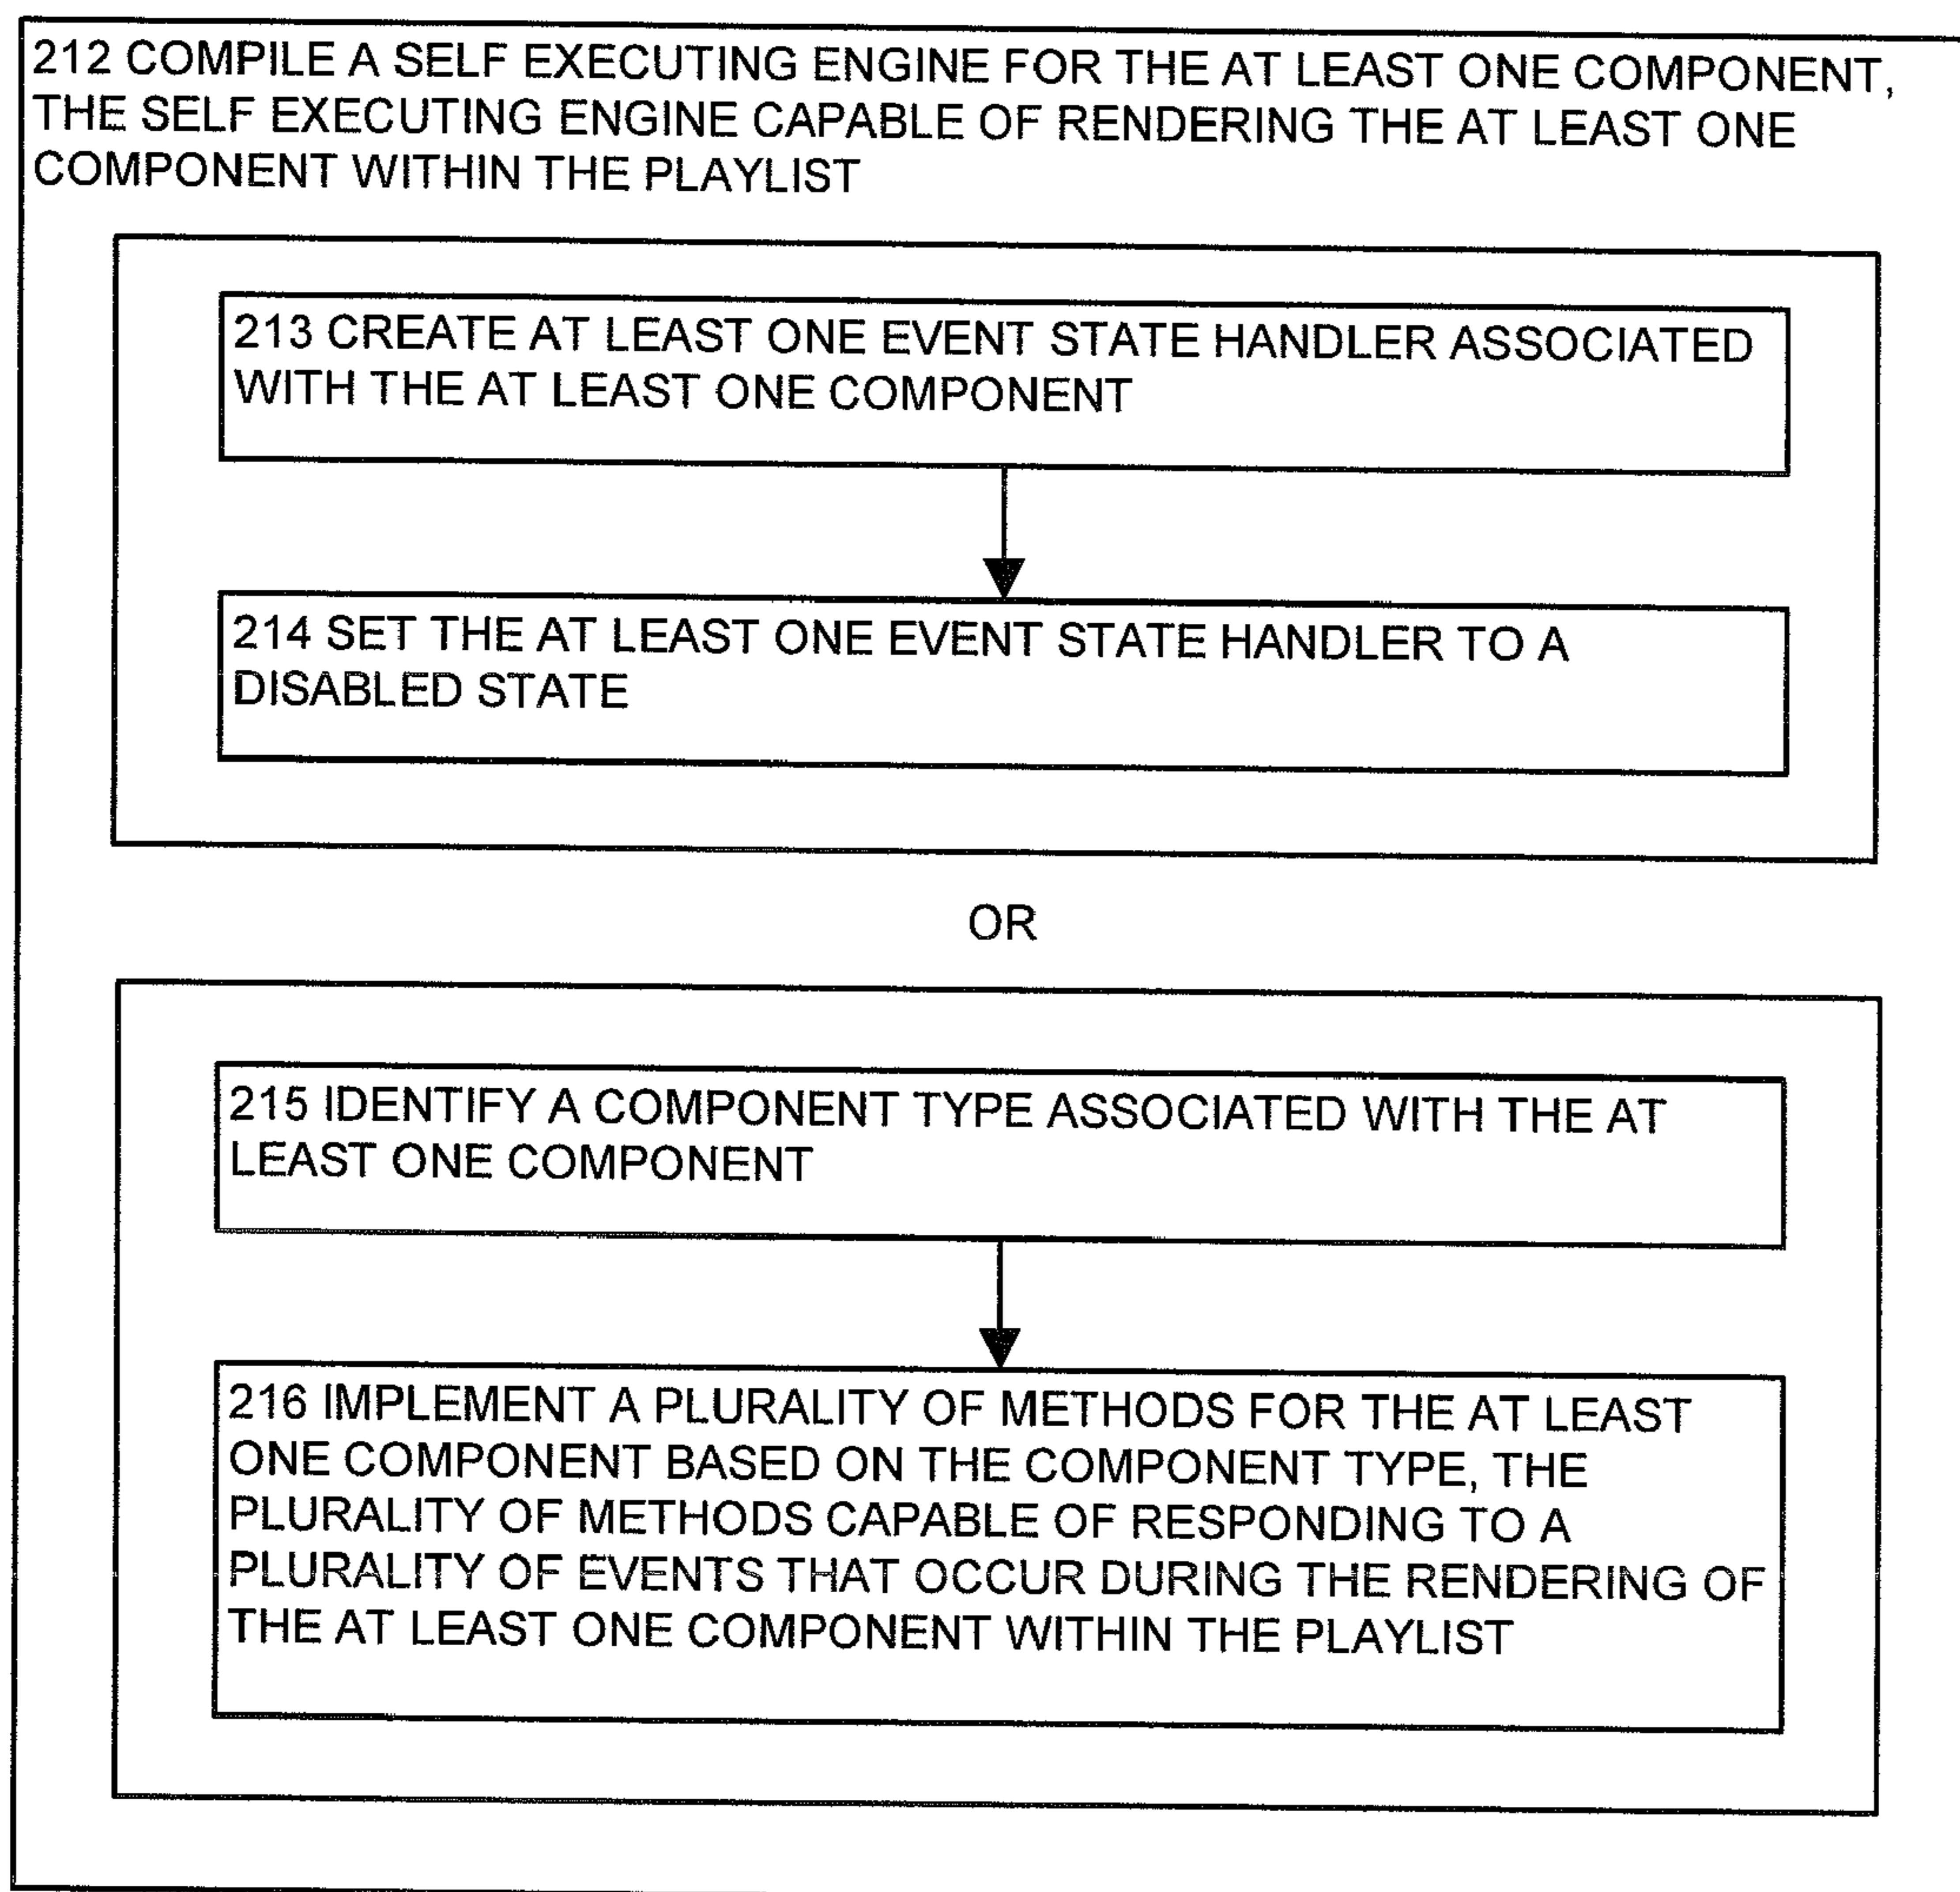 212 COMPILE A SELF EXECUTING ENGINE FOR THE AT LEAST ONE COMPONENT,
THE SELF EXECUTING ENGINE CAPABLE OF RENDERING THE AT LEAST ONE
COMPONENT WITHIN THE PLAYLIST
213 CREATE AT LEAST ONE EVENT STATE HANDLER ASSOCIATED
WITH THE AT LEAST ONE COMPONENT
214 SET THE AT LEAST ONE EVENT STATE HANDLER TO A
DISABLED STATE
OR
215 IDENTIFY A COMPONENT TYPE ASSOCIATED WITH THE AT
LEAST ONE COMPONENT
216 IMPLEMENT A PLURALITY OF METHODS FOR THE AT LEAST
ONE COMPONENT BASED ON THE COMPONENT TYPE, THE
PLURALITY OF METHODS CAPABLE OF RESPONDING TO A
PLURALITY OF EVENTS THAT OCCUR DURING THE RENDERING OF
THE AT LEAST ONE COMPONENT WITHIN THE PLAYLIST